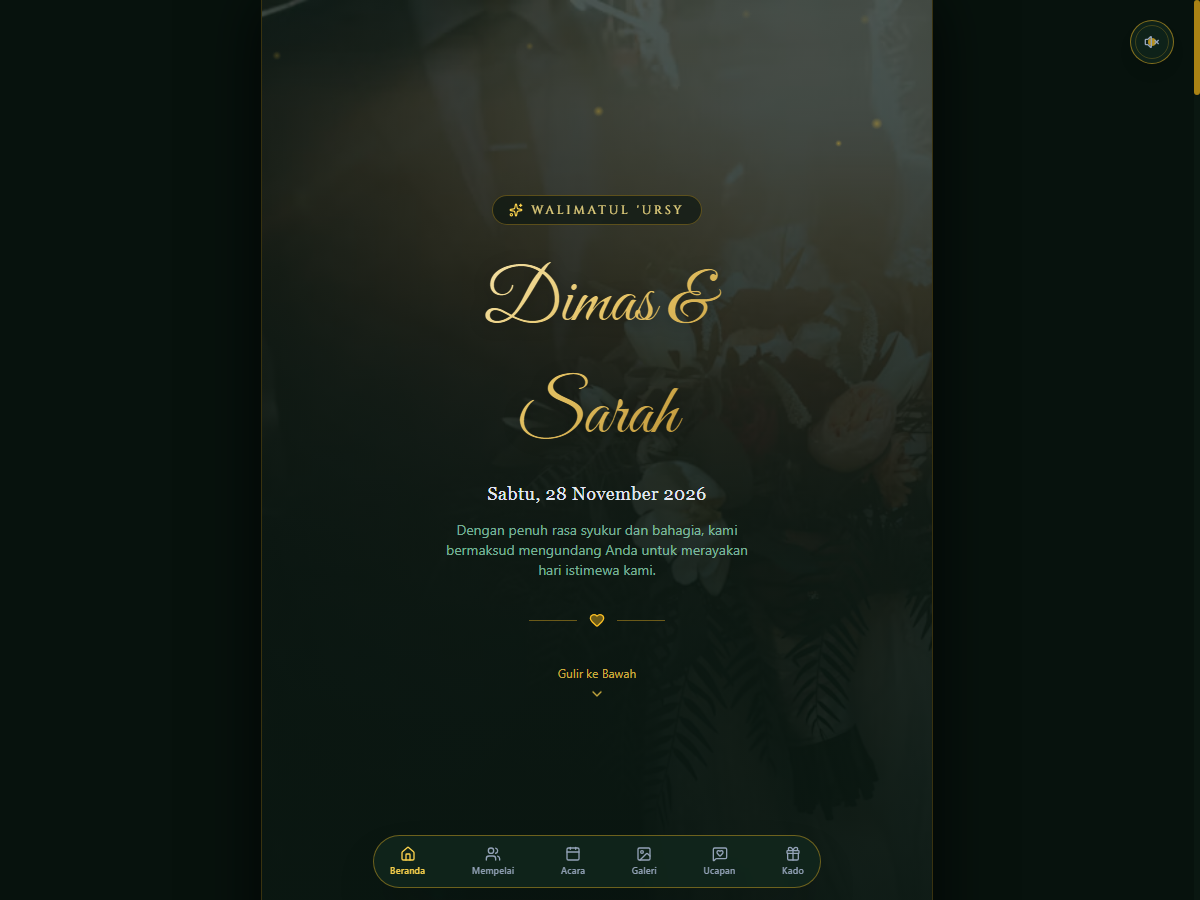 WALIMATUL 'URSY
Dimas &
Sarah
Sabtu, 28 November 2026
Dengan penuh rasa syukur dan bahagia, kami
bermaksud mengundang Anda untuk merayakan
hari istimewa kami.
Gulir ke Bawah
Beranda Mempelai Acara Galeri Ucapan Kado